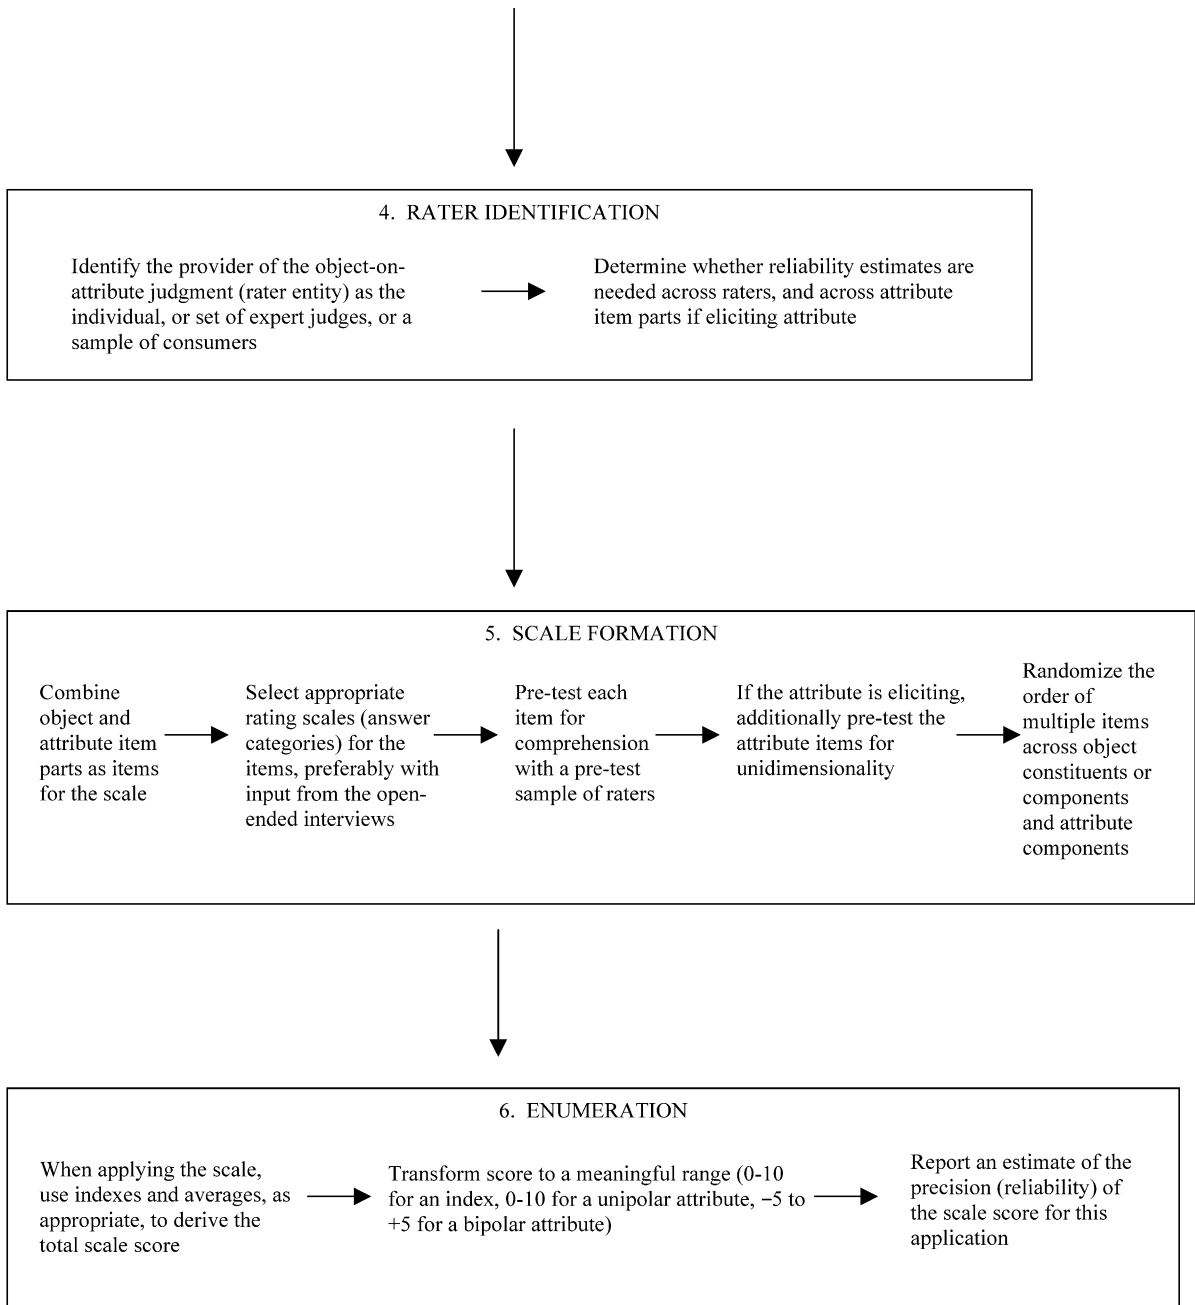 4. RATER IDENTIFICATION
Identify the provider of the object-on-
attribute judgment (rater entity) as the
individual, or set of expert judges, or a
sample of consumers
Determine whether reliability estimates are
needed across raters, and across attribute
item parts if eliciting attribute
5. SCALE FORMATION
Combine
object and
attribute item
parts as items
for the scale
Select appropriate
rating scales (answer
categories) for the
items, preferably with
input from the open-
ended interviews
Pre-test each
item for
comprehension
with a pre-test
sample of raters
If the attribute is eliciting,
additionally pre-test the
attribute items for
unidimensionality
Randomize the
order of
multiple items
across object
constituents or
components
and attribute
components
6. ENUMERATION
When applying the scale,
use indexes and averages, as
appropriate, to derive the
total scale score
Transform score to a meaningful range (0-10
for an index, 0-10 for a unipolar attribute, −5 to
+5 for a bipolar attribute)
Report an estimate of the
precision (reliability) of
the scale score for this
application